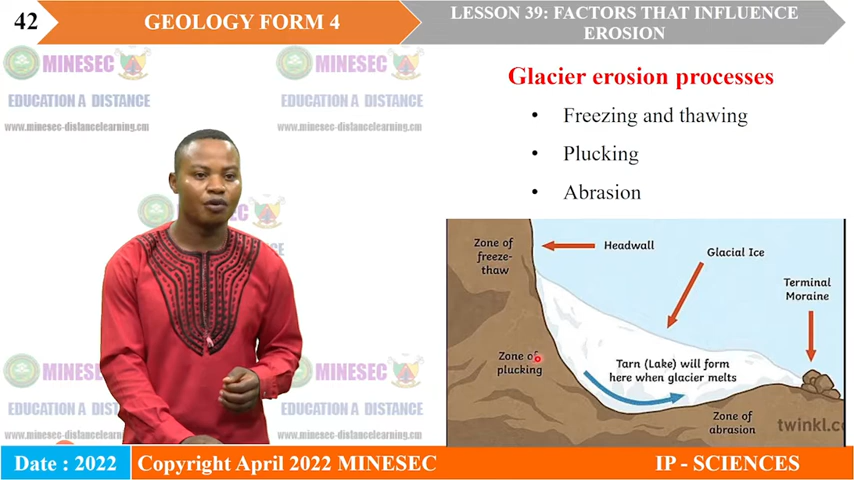 42
GEOLOGY FORM 4
LESSON 39: FACTORS THAT INFLUENCE
EROSION
MINESEC
EDUCATION A DISTANCE
www.minesec-distancelearning.cm
MINESEC
EDUCATION A DISTANCE
www.minesec-distancelearning.cm
MINESEC
MINESEC
EDUCATION A DISTANCE
www.minesec-distancelearning.cm
MINESEC
EDUCATION A DISTANCE
www.minesec-distancelearning.cm
Glacier erosion processes
• Freezing and thawing
• Plucking
• Abrasion
Zone of
freeze-
thaw
Headwall
Glacial Ice
Terminal
Moraine
Zone of
plucking
Tarn (Lake) will form
here when glacier melts
Zone of
abrasion
twinkl.co
Date : 2022
Copyright April 2022 MINESEC
IP - SCIENCES